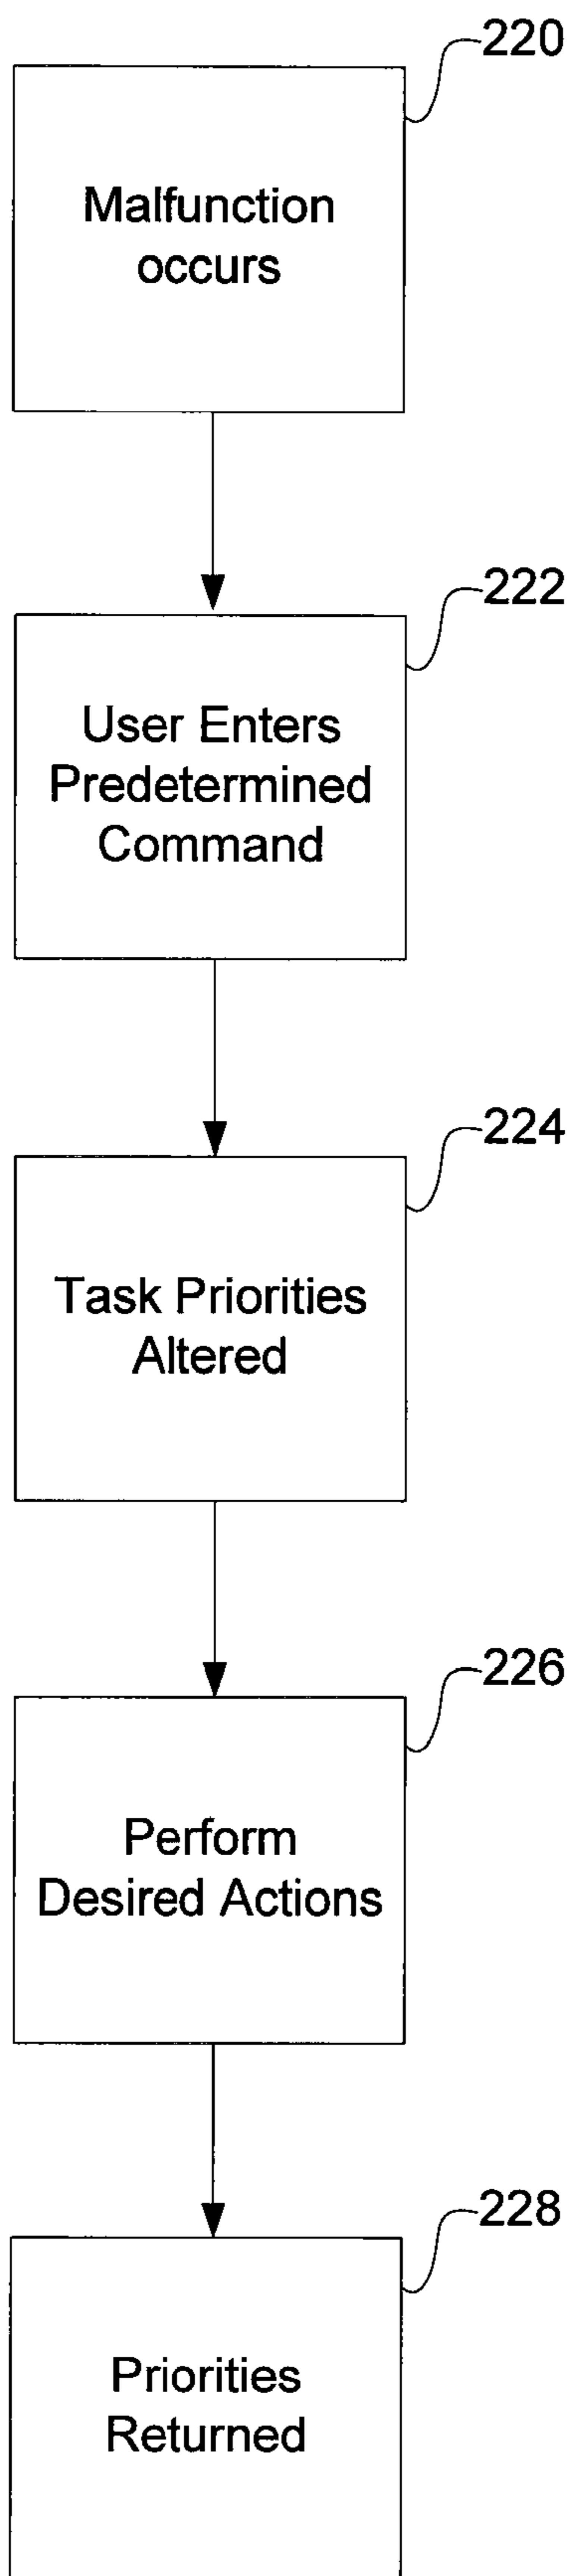 220
Malfunction
occurs
222
User Enters
Predetermined
Command
224
Task Priorities
Altered
226
Perform
Desired Actions
228
Priorities
Returned